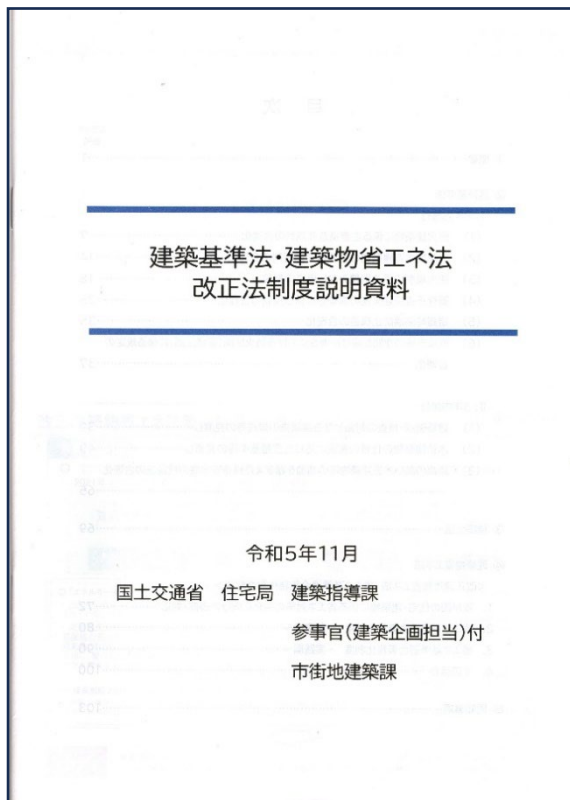 建築基準法・建築物省エネ法
改正法制度説明資料
令和5年11月
国土交通省 住宅局 建築指導課
参事官(建築企画担当)付
市街地建築課